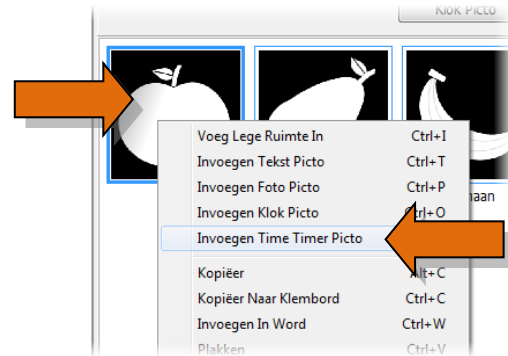 Klok Picto
Voeg Lege Ruimte In Ctrl+I
Invoegen Tekst Picto Ctrl+T
Invoegen Foto Picto Ctrl+P
Invoegen Klok Picto Ctrl+O
Invoegen Time Timer Picto
Kopiëer Alt+C
Kopiëer Naar Klembord Ctrl+C
Invoegen In Word Ctrl+W
Plakken Ctrl+V